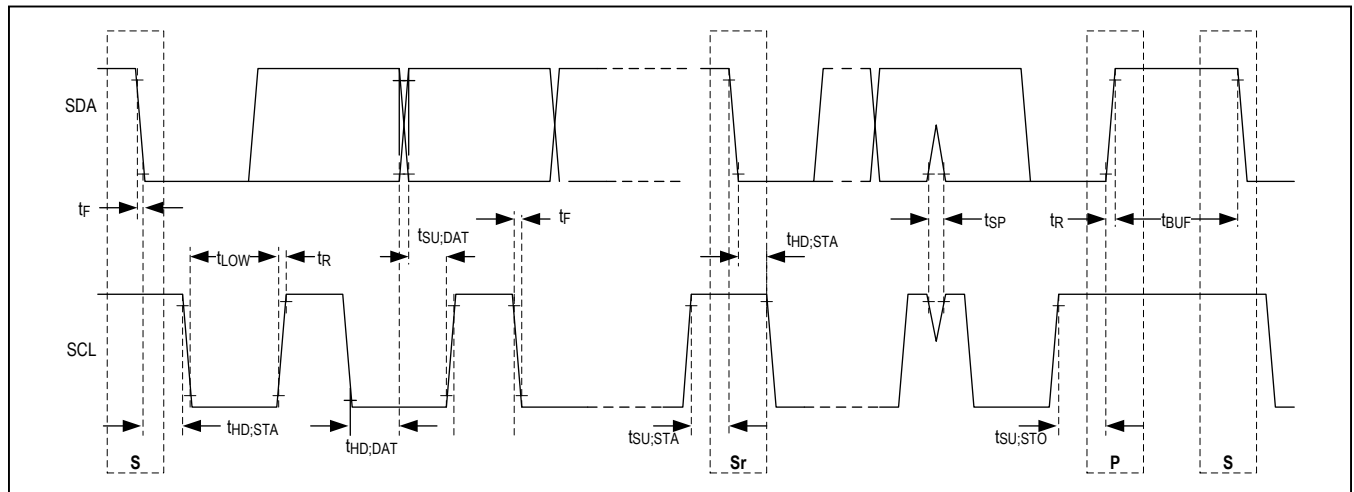 SDA
tF
tSU;DAT
tF
tHD;STA
tSP
tR
tBUF
tLOW
tR
SCL
tHD;STA
tHD;DAT
tSU;STA
tSU;STO
S
Sr
P
S